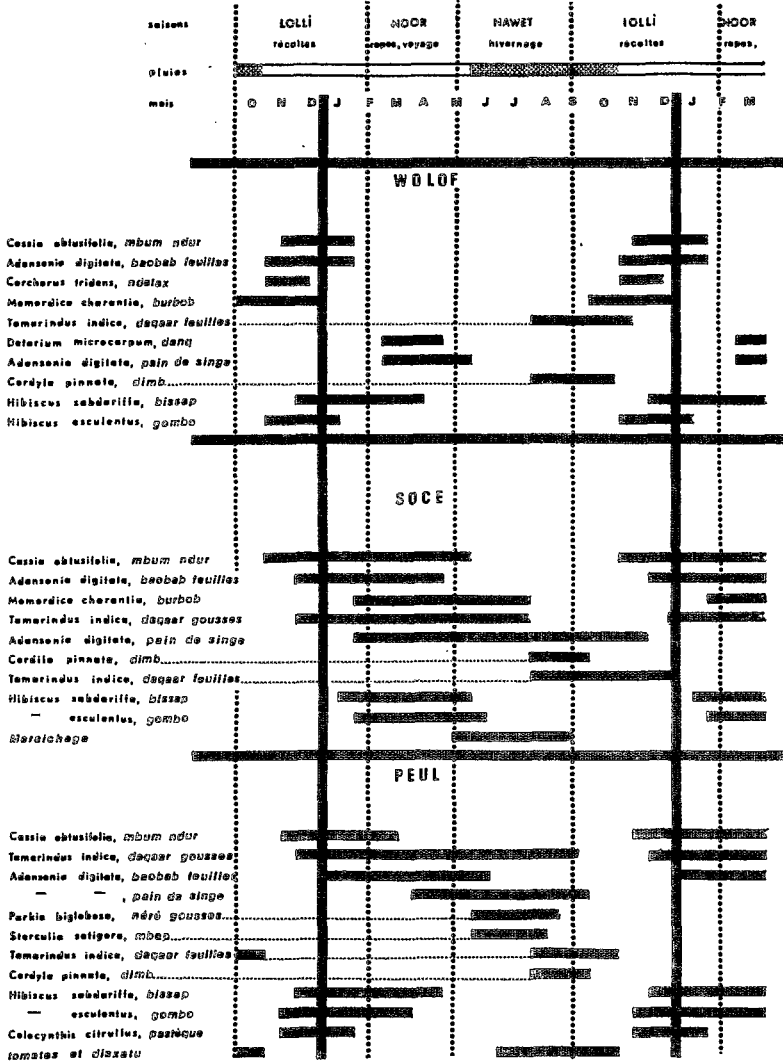 saisons LOLLİ NOOR NAWET LOLLİ NOOR
récoltes repos, voyage hivernage récoltes repos,
pluies
mois O N D J F M A M J J A S O N D J F M
WOLOF
Cassia obtusifolia, mbum ndur
Adansonia digitata, baobab feuilles
Corchorus tridens, ndalax
Momordica charantia, burbob
Tamarindus indica, daqaar feuilles
Detarium microcarpum, danq
Adansonia digitata, pain de singe
Cordyla pinnata, dimb
Hibiscus sabdariffa, bissap
Hibiscus esculentus, gombo
SOCE
Cassia obtusifolia, mbum ndur
Adansonia digitata, baobab feuilles
Momordica charantia, burbob
Tamarindus indica, daqaar gousses
Adansonia digitata, pain de singe
Cordila pinnata, dimb
Tamarindus indica, daqaar feuilles
Hibiscus sabdariffa, bissap
— esculentus, gombo
Maraichage
PEUL
Cassia obtusifolia, mbum ndur
Tamarindus indica, daqaar gousses
Adansonia digitata, baobab feuilles
— — , pain de singe
Parkia biglobosa, néré gousses
Sterculia setigera, mbep
Tamarindus indica, daqaar feuilles
Cordyla pinnata, dimb
Hibiscus sabdariffa, bissap
— esculentus, gombo
Colocynthis citrullus, pastèque
tomates et diaxatu